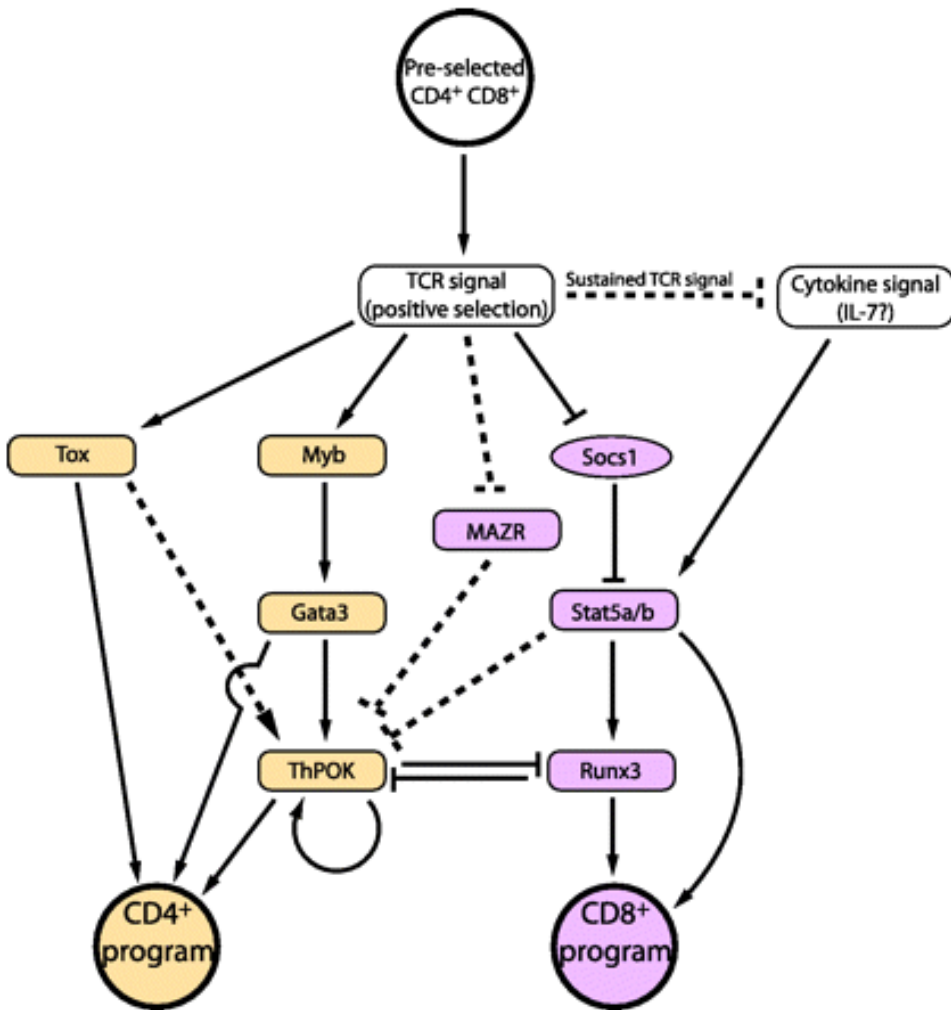 Pre-selected
CD4⁺ CD8⁺
TCR signal
(positive selection)
Sustained TCR signal
Cytokine signal
(IL-7?)
Tox
Myb
Socs1
MAZR
Gata3
Stat5a/b
ThPOK
Runx3
CD4⁺
program
CD8⁺
program